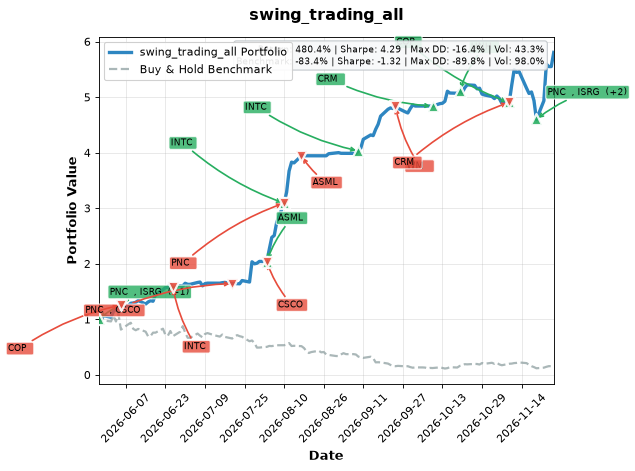 swing_trading_all
COP
swing_trading_all Portfolio
480.4% | Sharpe: 4.29 | Max DD: -16.4% | Vol: 43.3%
Buy & Hold Benchmark
-83.4% | Sharpe: -1.32 | Max DD: -89.8% | Vol: 98.0%
CRM
PNC , ISRG (+2)
INTC
INTC
CRM
ASML
ASML
PNC
PNC , ISRG (+1)
PNC , CSCO
CSCO
COP
INTC
Portfolio Value
6
5
4
3
2
1
0
2026-06-07
2026-06-23
2026-07-09
2026-07-25
2026-08-10
2026-08-26
2026-09-11
2026-09-27
2026-10-13
2026-10-29
2026-11-14
Date